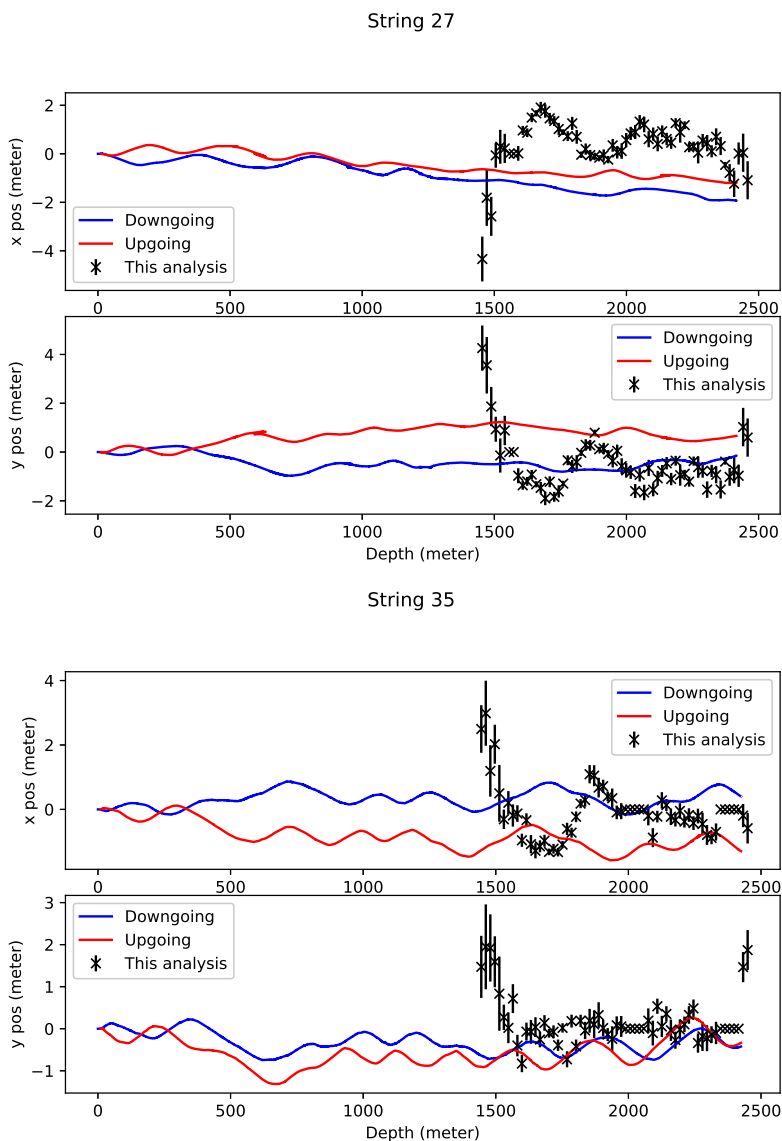 String 27
x pos (meter)
2
0
−2
−4
Downgoing
Upgoing
This analysis
0 500 1000 1500 2000 2500
y pos (meter)
4
2
0
−2
Downgoing
Upgoing
This analysis
0 500 1000 1500 2000 2500
Depth (meter)
String 35
x pos (meter)
4
2
0
Downgoing
Upgoing
This analysis
0 500 1000 1500 2000 2500
y pos (meter)
3
2
1
0
−1
Downgoing
Upgoing
This analysis
0 500 1000 1500 2000 2500
Depth (meter)